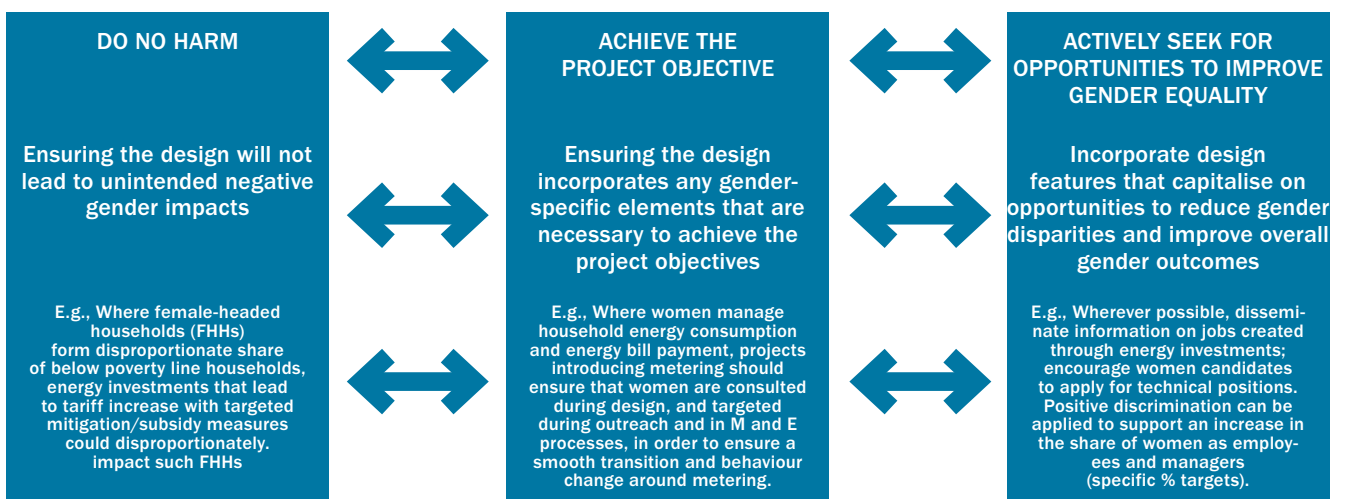 DO NO HARM
Ensuring the design will not
lead to unintended negative
gender impacts
E.g., Where female-headed
households (FHHs)
form disproportionate share
of below poverty line households,
energy investments that lead
to tariff increase with targeted
mitigation/subsidy measures
could disproportionately.
impact such FHHs
ACHIEVE THE
PROJECT OBJECTIVE
Ensuring the design
incorporates any gender-
specific elements that are
necessary to achieve the
project objectives
E.g., Where women manage
household energy consumption
and energy bill payment, projects
introducing metering should
ensure that women are consulted
during design, and targeted
during outreach and in M and E
processes, in order to ensure a
smooth transition and behaviour
change around metering.
ACTIVELY SEEK FOR
OPPORTUNITIES TO IMPROVE
GENDER EQUALITY
Incorporate design
features that capitalise on
opportunities to reduce gender
disparities and improve overall
gender outcomes
E.g., Wherever possible, dissemi-
nate information on jobs created
through energy investments;
encourage women candidates
to apply for technical positions.
Positive discrimination can be
applied to support an increase in
the share of women as employ-
ees and managers
(specific % targets).